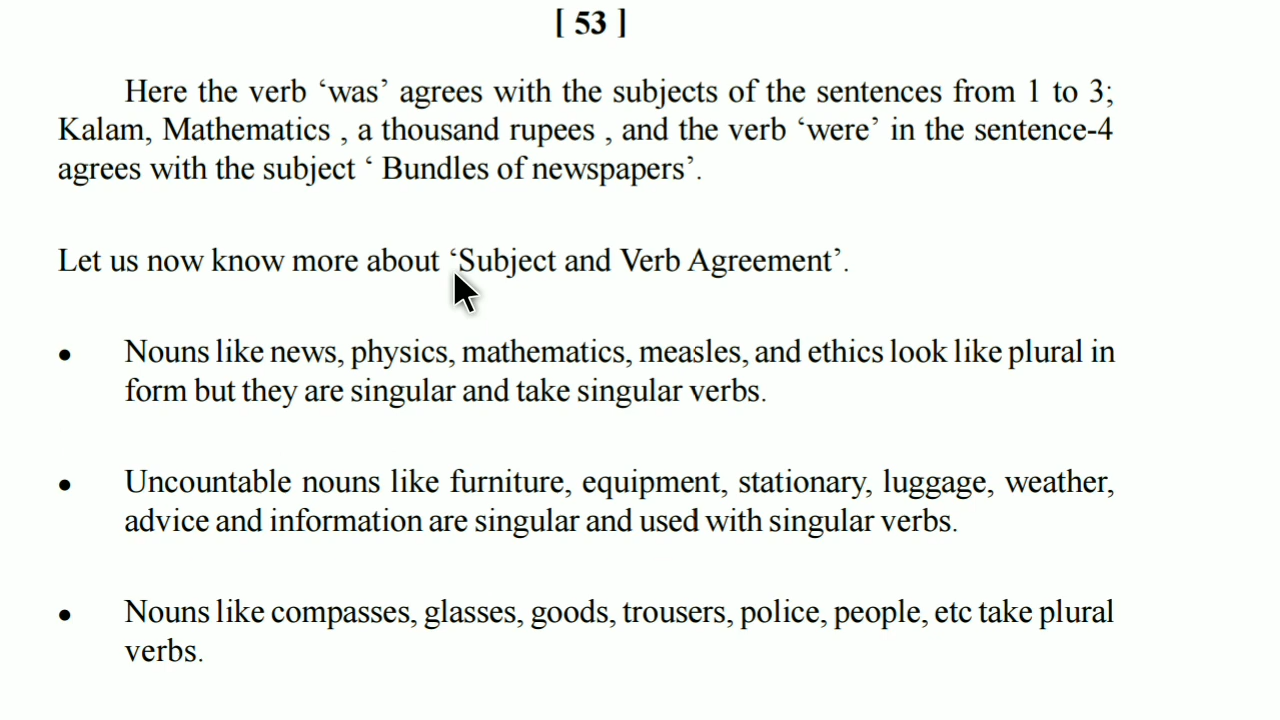 [ 53 ]
Here the verb ‘was’ agrees with the subjects of the sentences from 1 to 3;
Kalam, Mathematics , a thousand rupees , and the verb ‘were’ in the sentence-4
agrees with the subject ‘ Bundles of newspapers’.
Let us now know more about ‘Subject and Verb Agreement’.
• Nouns like news, physics, mathematics, measles, and ethics look like plural in
form but they are singular and take singular verbs.
• Uncountable nouns like furniture, equipment, stationary, luggage, weather,
advice and information are singular and used with singular verbs.
• Nouns like compasses, glasses, goods, trousers, police, people, etc take plural
verbs.